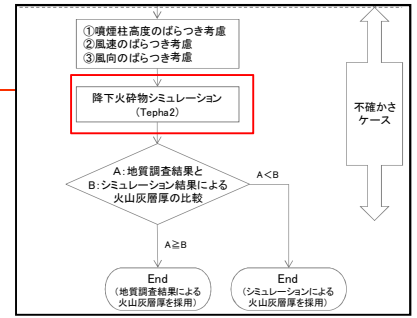 ①噴煙柱高度のばらつき考慮
②風速のばらつき考慮
③風向のばらつき考慮
降下火砕物シミュレーション
(Tepha2)
不確かさ
ケース
A:地質調査結果と
B:シミュレーション結果による
火山灰層厚の比較
A<B
A≧B
End
(地質調査結果による
火山灰層厚を採用)
End
(シミュレーションによる
火山灰層厚を採用)